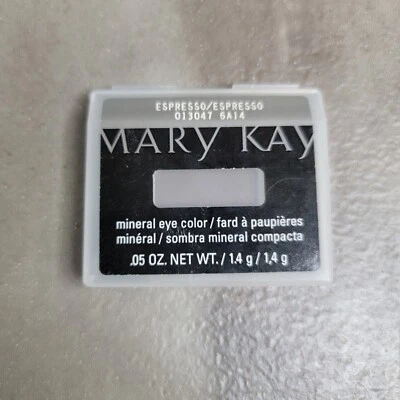 ESPRESSO/ESPRESSO
013047 6A14
MARY KAY
mineral eye color / fard à paupières
minéral / sombra mineral compacta
.05 OZ. NET WT. / 1.4 g / 1,4 g